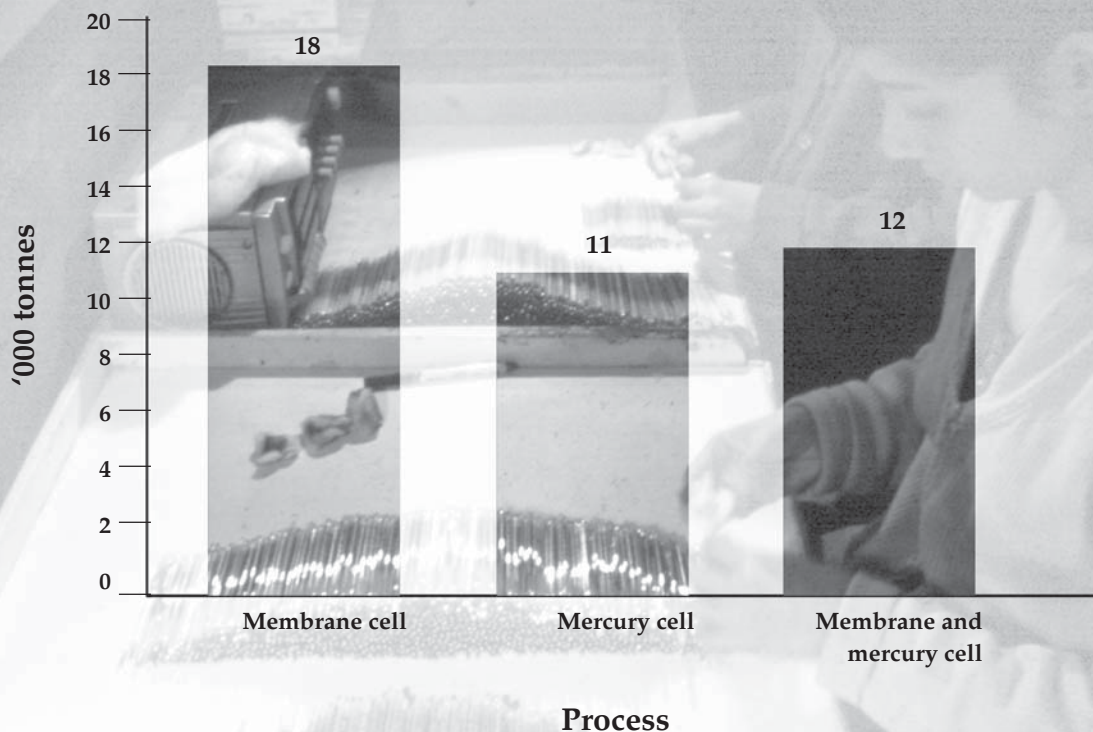 20
18
18
16
14
12
12
11
10
8
6
4
2
0
'000 tonnes
Membrane cell
Mercury cell
Membrane and
mercury cell
Process